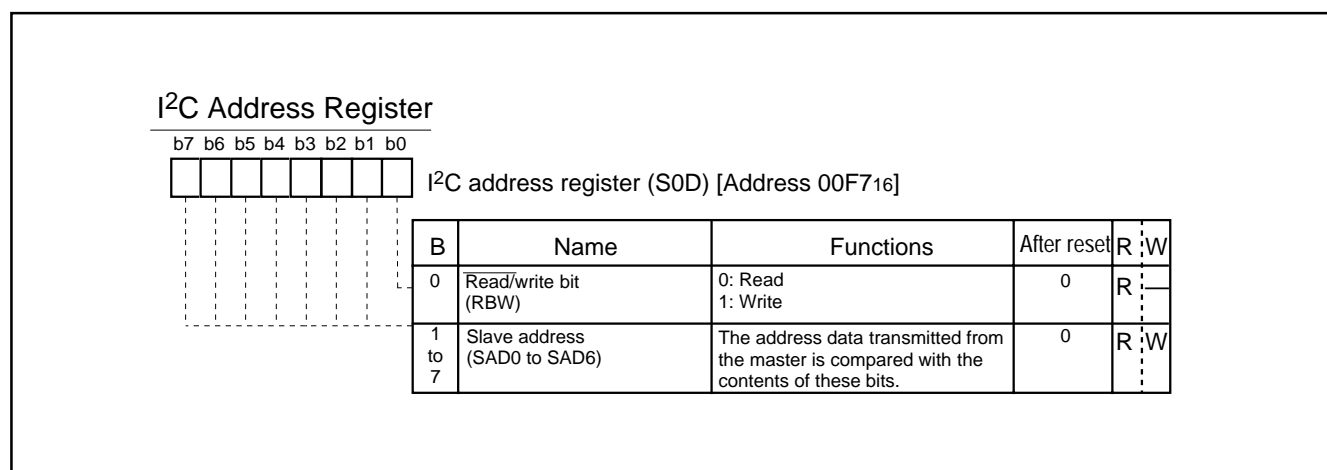 I²C Address Register
b7 b6 b5 b4 b3 b2 b1 b0
I²C address register (S0D) [Address 00F7₁₆]
B Name Functions After reset R W
0 Read/write bit 0: Read 0 R —
(RBW) 1: Write
1 Slave address The address data transmitted from 0 R W
to (SAD0 to SAD6) the master is compared with the
7 contents of these bits.